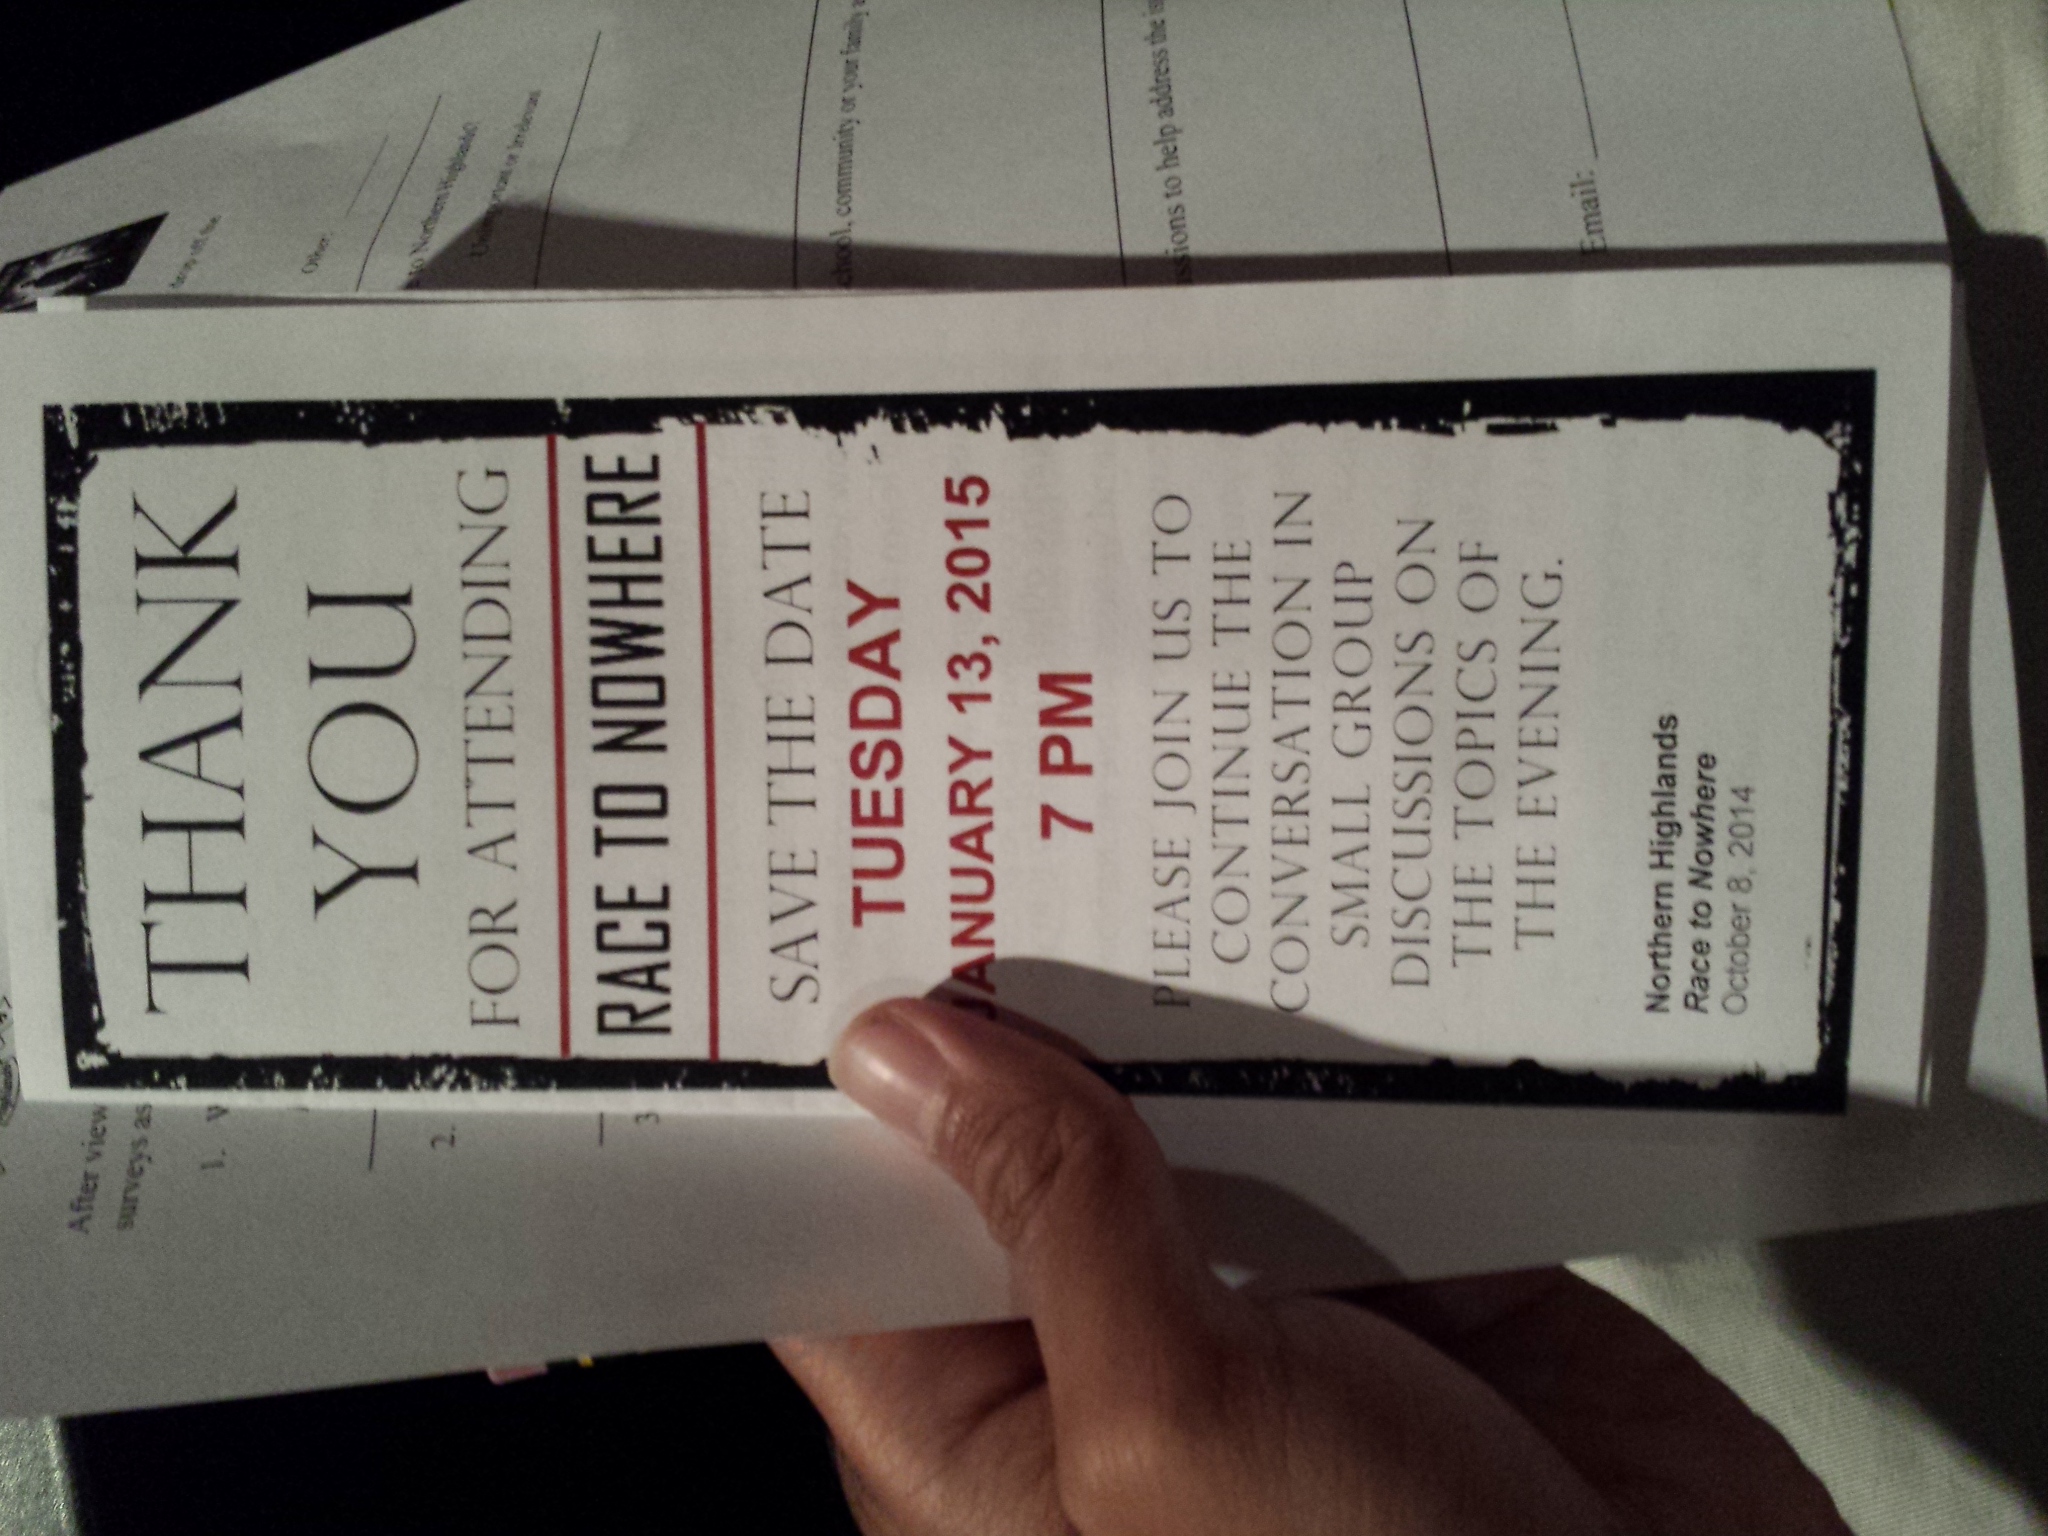 After view
surveys as
1. W
2.
3
THANK
YOU
FOR ATTENDING
RACE TO NOWHERE
SAVE THE DATE
TUESDAY
JANUARY 13, 2015
7 PM
PLEASE JOIN US TO
CONTINUE THE
CONVERSATION IN
SMALL GROUP
DISCUSSIONS ON
THE TOPICS OF
THE EVENING.
Northern Highlands
Race to Nowhere
October 8, 2014
off the
Other:
to Northern Highlands?
Unimportant or Irrelevant
chool, community or your family
ssions to help address the is
Email: